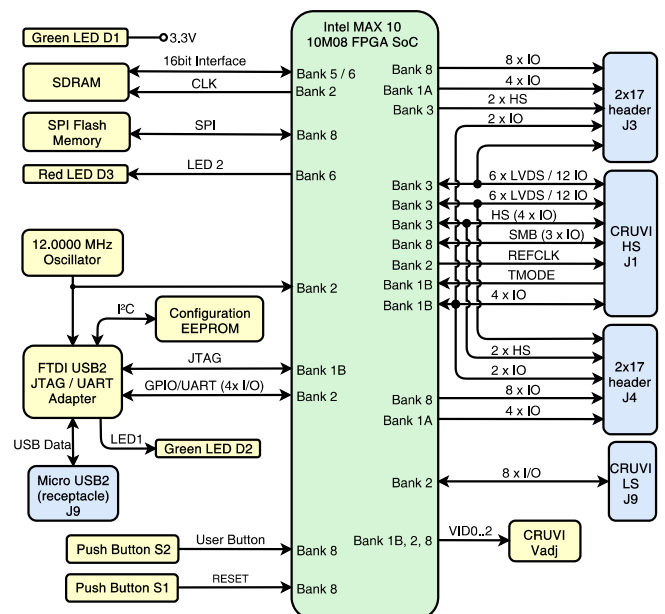 Intel MAX 10
10M08 FPGA SoC
Green LED D1
3.3V
SDRAM
16bit Interface
Bank 5 / 6
CLK
Bank 2
SPI Flash
Memory
SPI
Bank 8
Red LED D3
LED 2
Bank 6
12.0000 MHz
Oscillator
Bank 2
I²C
Configuration
EEPROM
FTDI USB2
JTAG / UART
Adapter
JTAG
Bank 1B
GPIO/UART (4x I/O)
Bank 2
USB Data
LED1
Green LED D2
Micro USB2
(receptacle)
J9
Push Button S2
User Button
Bank 8
Push Button S1
RESET
Bank 8
Bank 8
8 x IO
Bank 1A
4 x IO
Bank 3
2 x HS
2 x IO
2x17
header
J3
Bank 3
6 x LVDS / 12 IO
Bank 3
6 x LVDS / 12 IO
Bank 3
HS (4 x IO)
Bank 8
SMB (3 x IO)
Bank 2
REFCLK
Bank 1B
TMODE
Bank 1B
4 x IO
CRUVI
HS
J1
2 x HS
2 x IO
Bank 8
8 x IO
Bank 1A
4 x IO
2x17
header
J4
Bank 2
8 x I/O
CRUVI
LS
J9
Bank 1B, 2, 8
VID0..2
CRUVI
Vadj